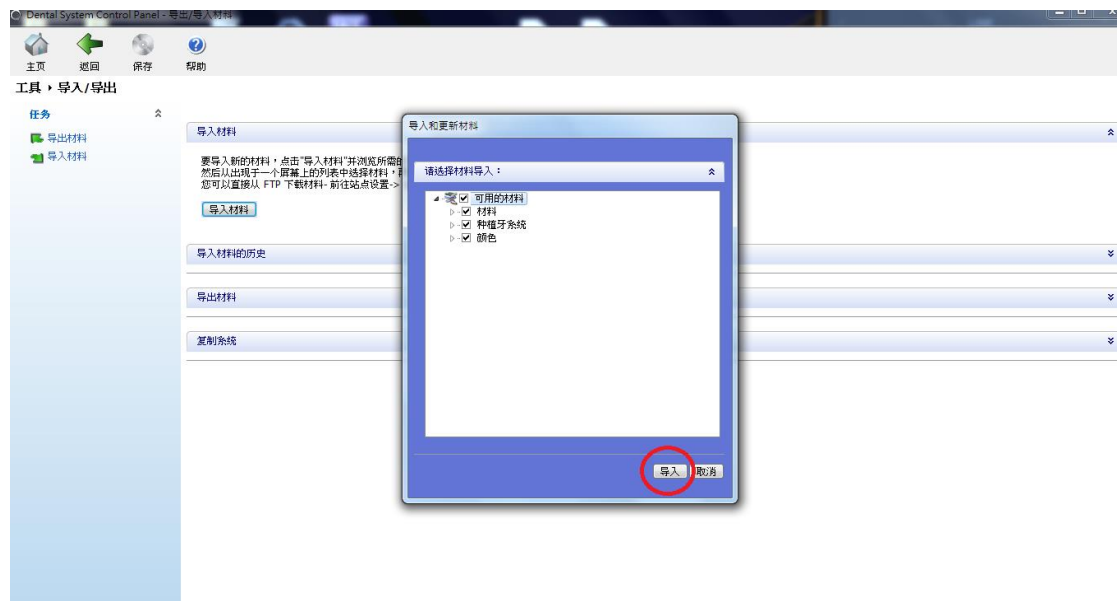 Dental System Control Panel - 导出/导入材料
主页 返回 保存 帮助
工具 导入/导出
任务
导出材料
导入材料
导入材料
要导入新的材料，点击"导入材料"并浏览所需
然后从出现于一个屏幕上的列表中选择材料，
您可以直接从 FTP 下载材料- 前往站点设置->
导入材料
导入材料的历史
导出材料
复制系统
导入和更新材料
请选择材料导入：
可用的材料
材料
种植牙系统
颜色
导入 取消